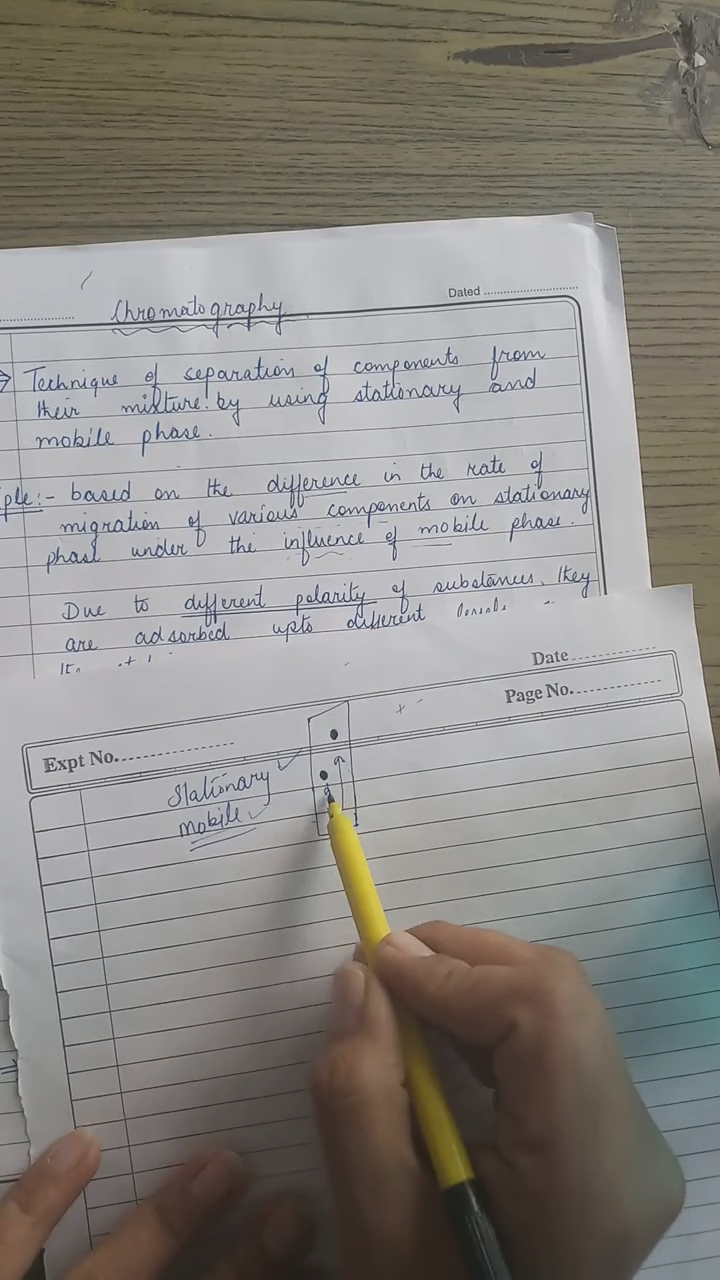 Chromatography
Dated
Technique of separation of components from
their mixture by using stationary and
mobile phase.
iple:- based on the difference in the rate of
migration of various components on stationary
phase under the influence of mobile phase.
Due to different polarity of substances, they
are adsorbed upto different
Date
Page No.
Expt No.
Stationary
mobile